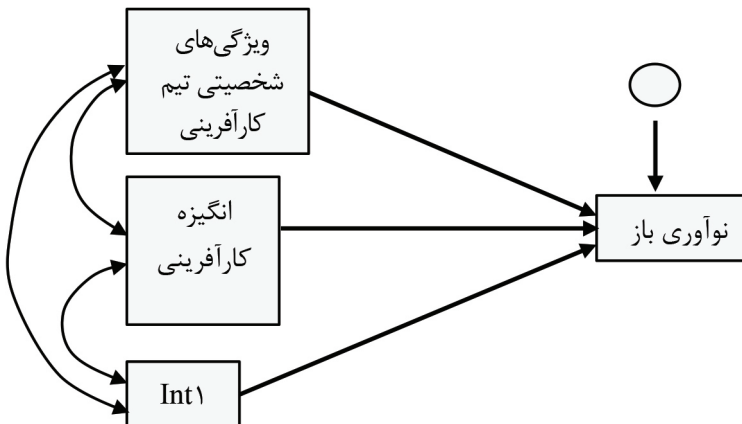 ویژگی‌های
شخصیتی تیم
کارآفرینی
انگیزه
کارآفرینی
نوآوری باز
Int۱